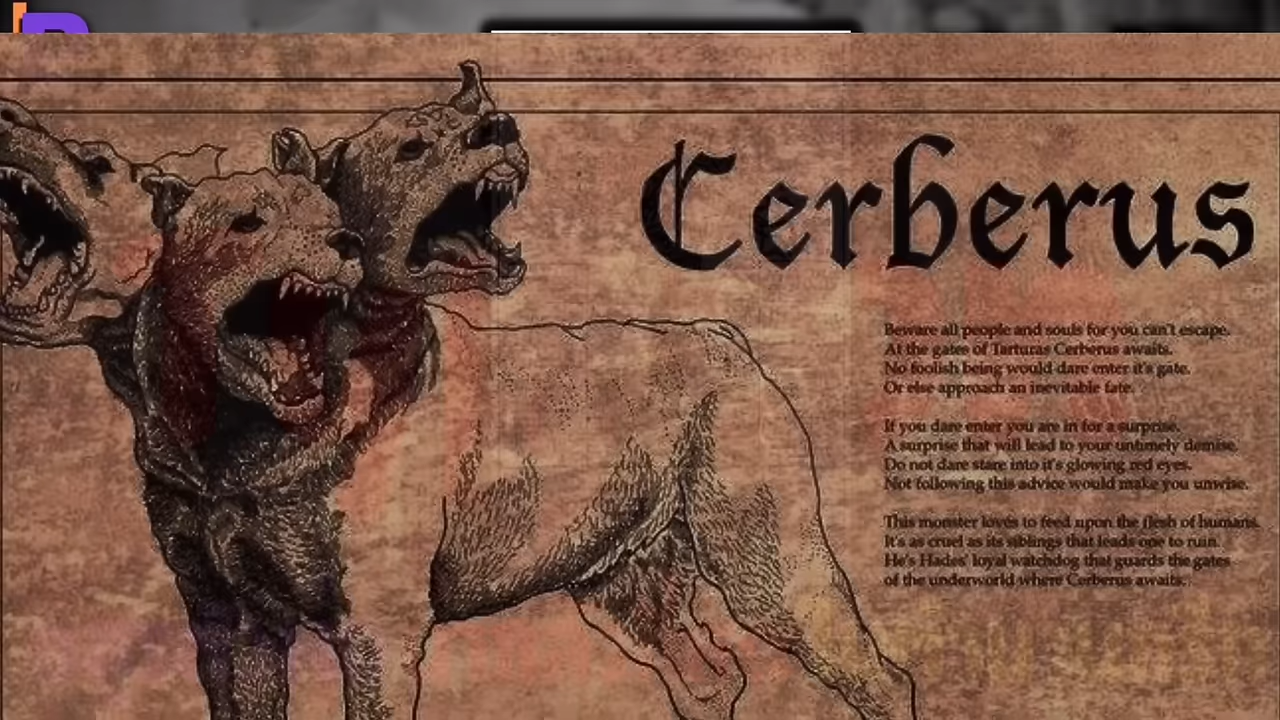 Cerberus
Beware all people and souls for you can't escape.
At the gates of Tarturas Cerberus awaits.
No foolish being would dare enter it's gate.
Or else approach an inevitable fate.
If you dare enter you are in for a surprise.
A surprise that will lead to your untimely demise.
Do not dare stare into it's glowing red eyes.
Not following this advice would make you unwise.
This monster loves to feed upon the flesh of humans.
It's as cruel as its siblings that leads one to ruin.
He's Hades' loyal watchdog that guards the gates
of the underworld where Cerberus awaits.